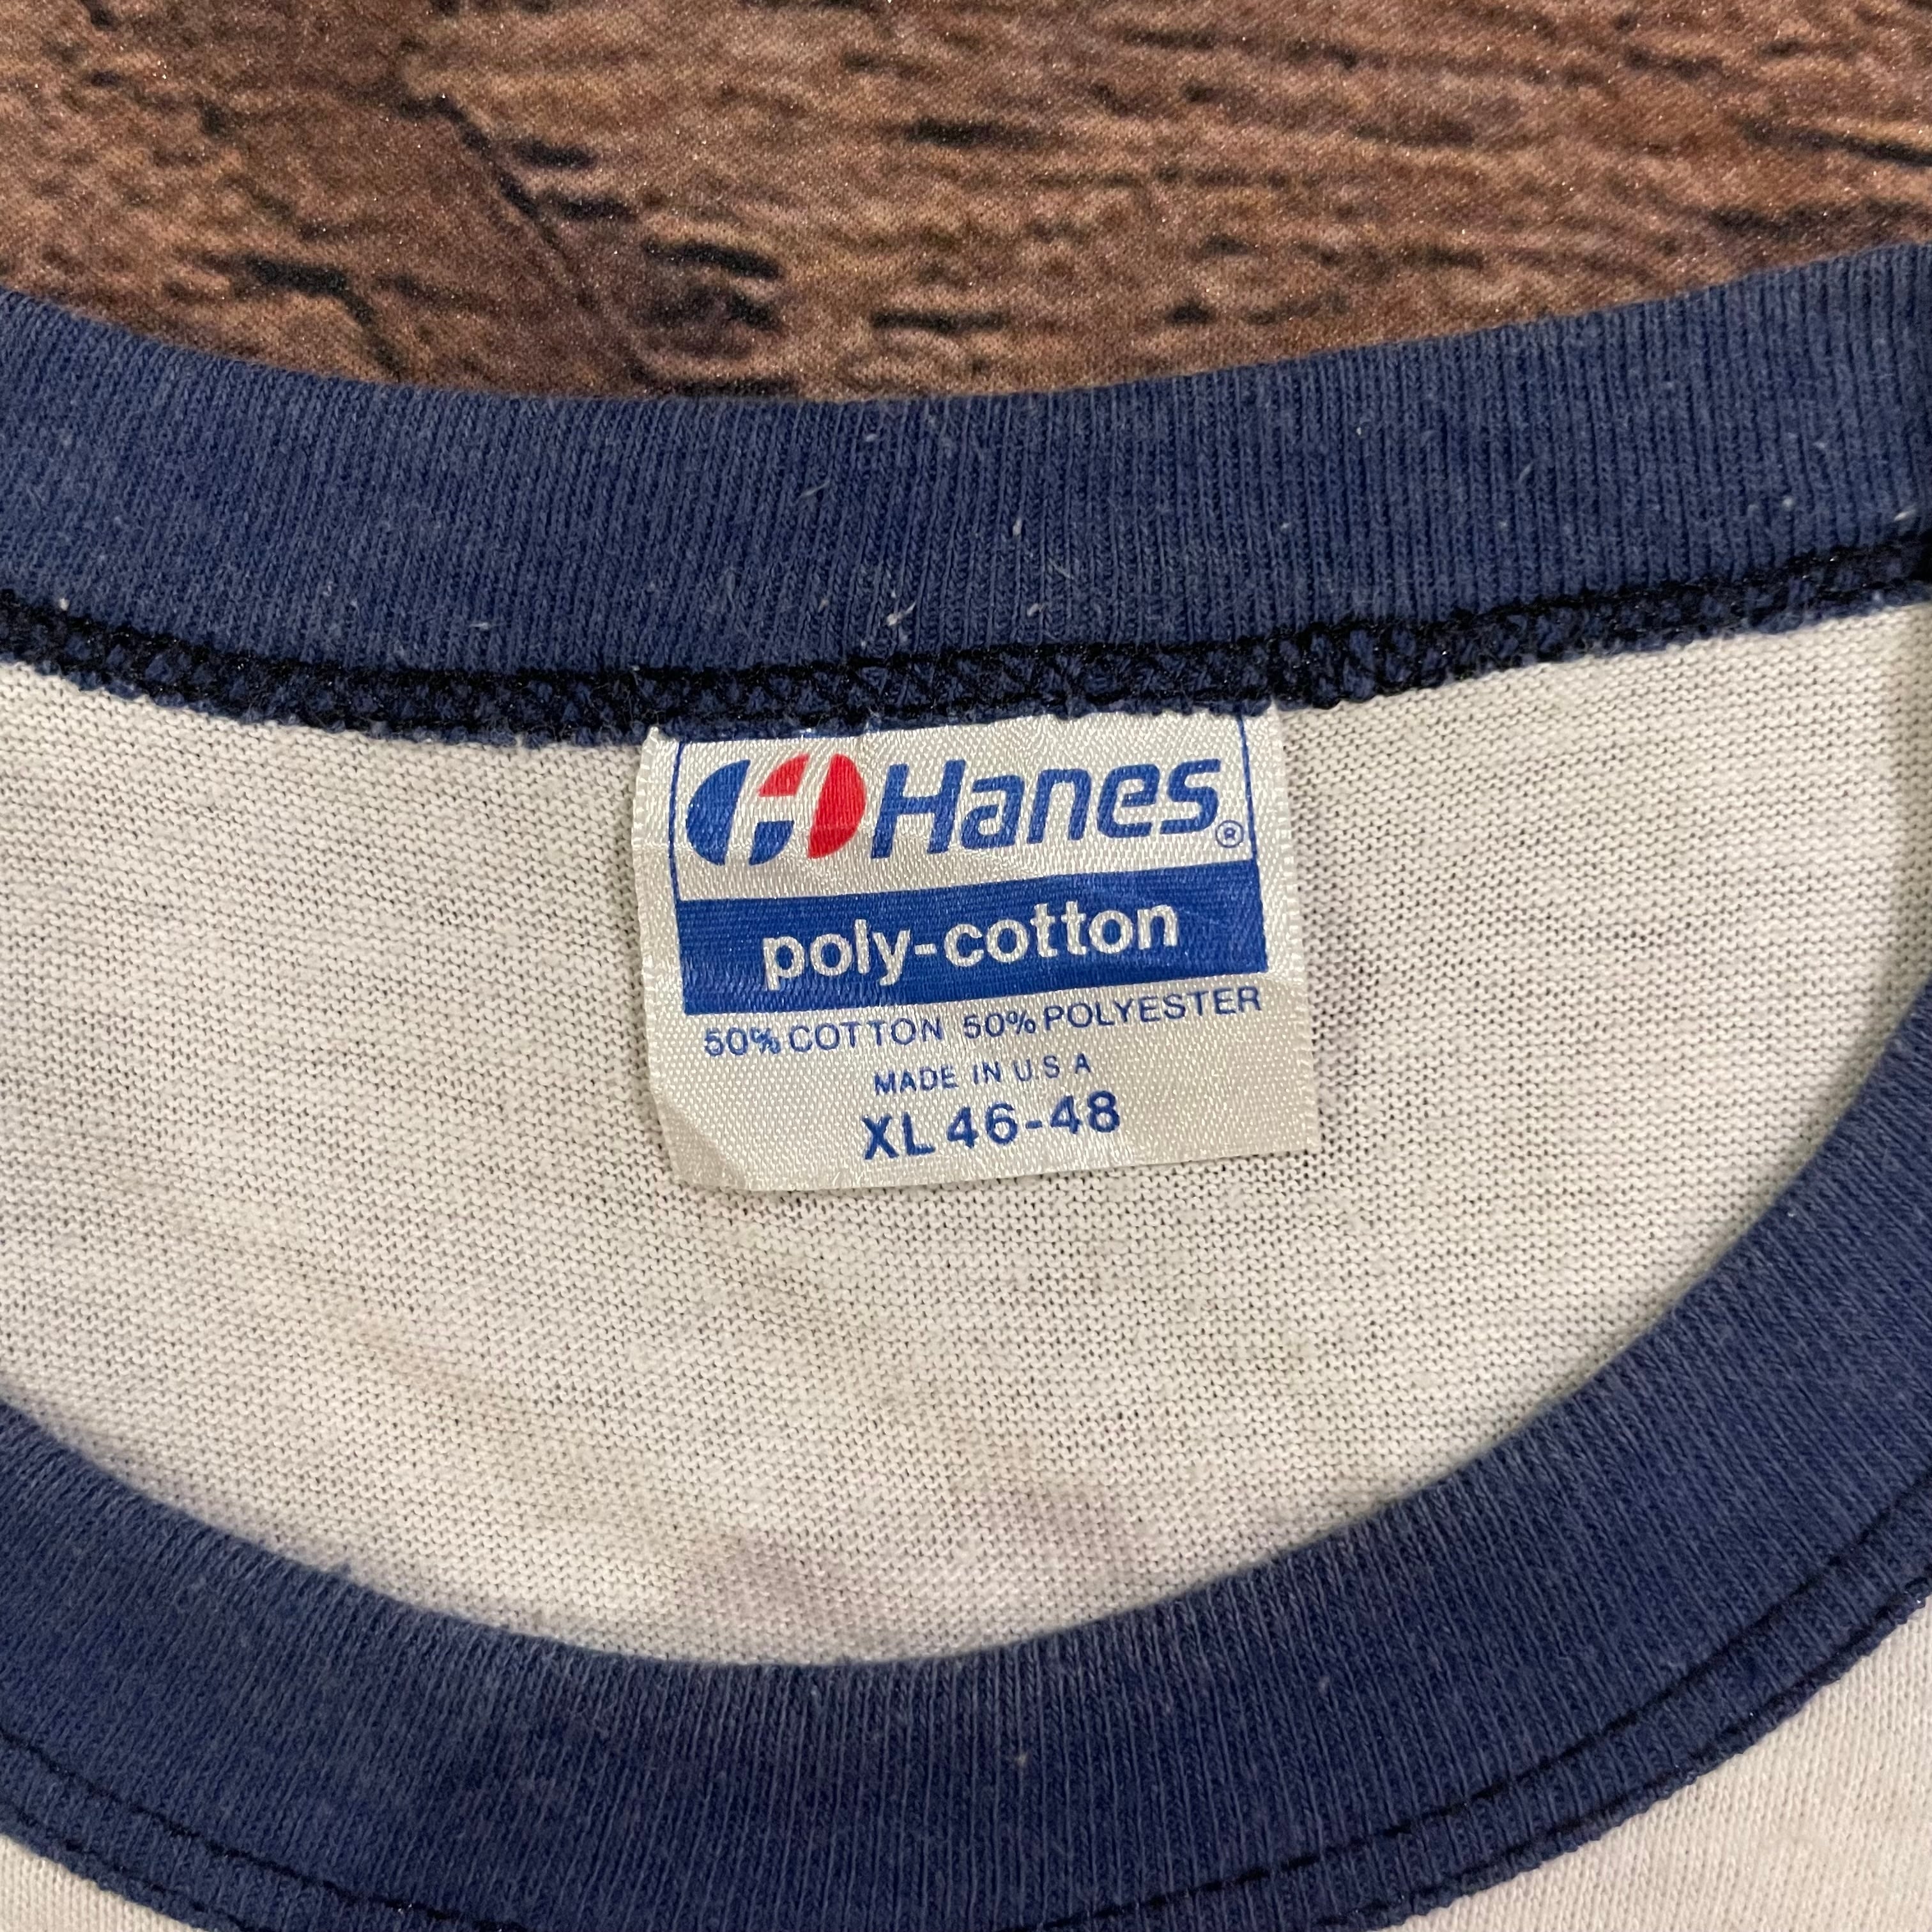 Hanes®
poly-cotton
50% COTTON 50% POLYESTER
MADE IN U.S A
XL 46-48